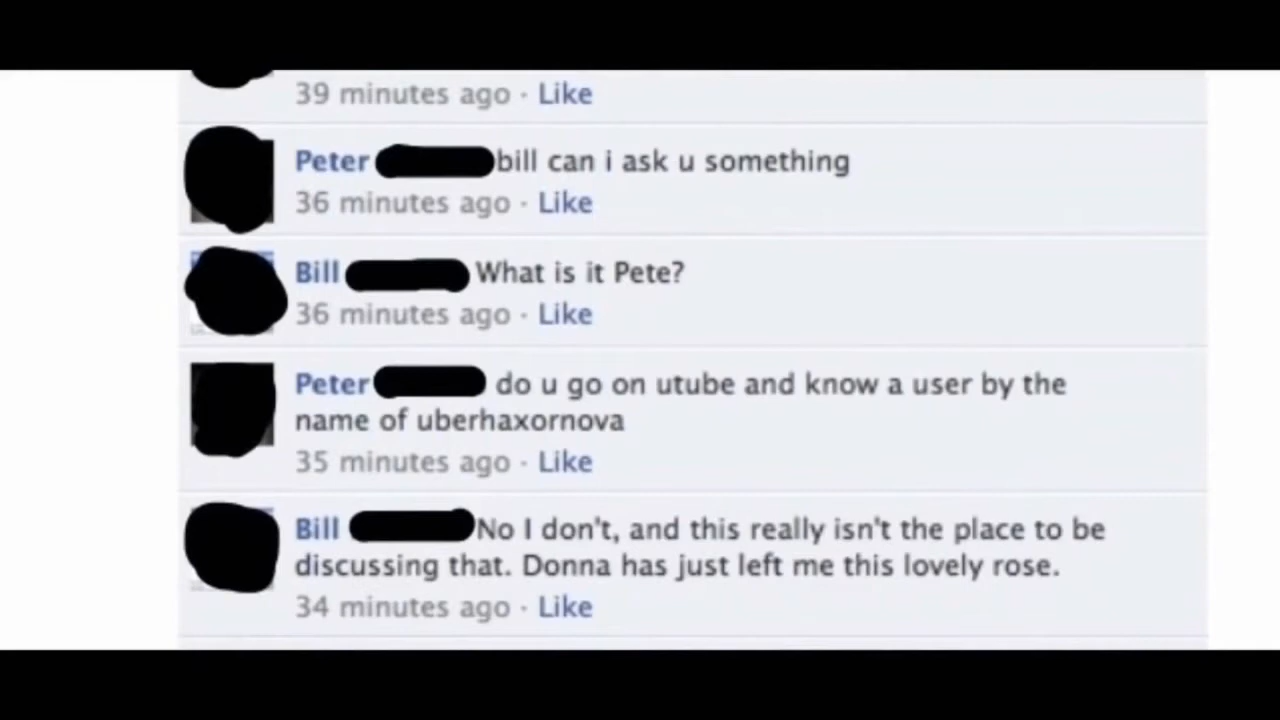 39 minutes ago · Like
Peter bill can i ask u something
36 minutes ago · Like
Bill What is it Pete?
36 minutes ago · Like
Peter do u go on utube and know a user by the
name of uberhaxornova
35 minutes ago · Like
Bill No I don't, and this really isn't the place to be
discussing that. Donna has just left me this lovely rose.
34 minutes ago · Like